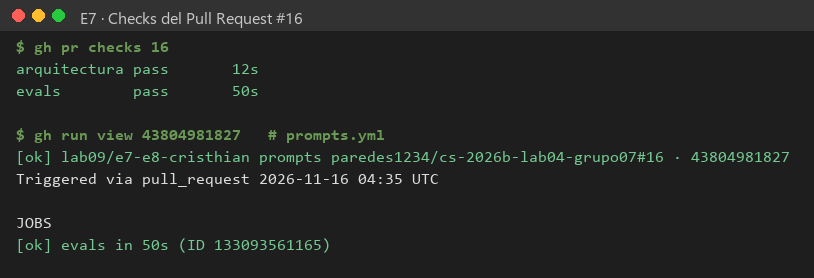 E7 · Checks del Pull Request #16
$ gh pr checks 16
arquitectura pass 12s
evals pass 50s
$ gh run view 43804981827 # prompts.yml
[ok] lab09/e7-e8-cristhian prompts paredes1234/cs-2026b-lab04-grupo07#16 · 43804981827
Triggered via pull_request 2026-11-16 04:35 UTC
JOBS
[ok] evals in 50s (ID 133093561165)